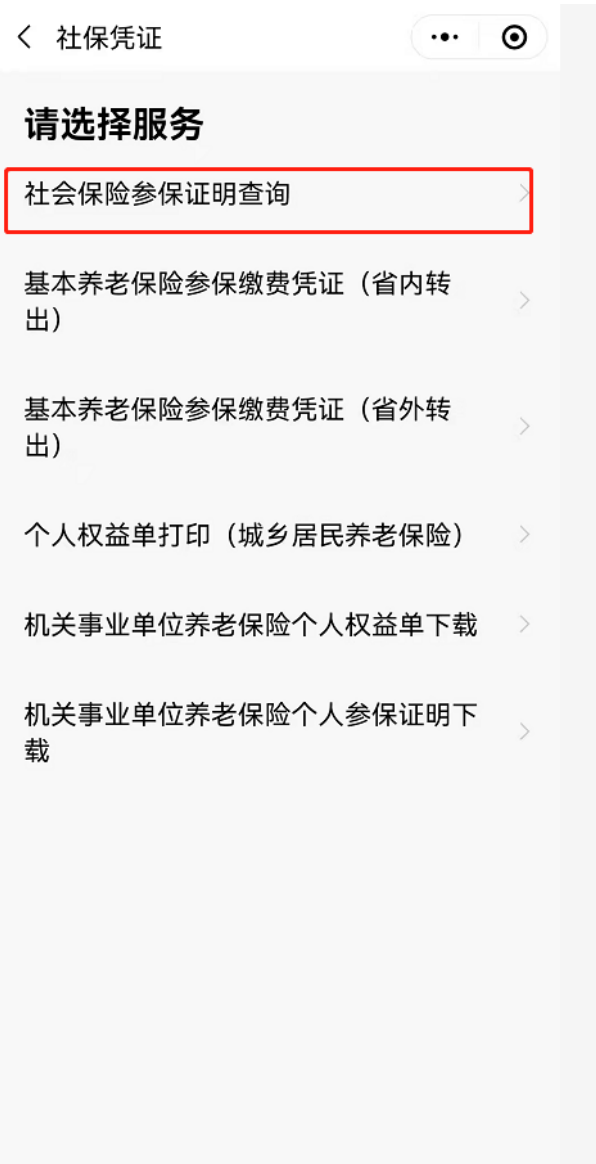 社保凭证
请选择服务
社会保险参保证明查询
基本养老保险参保缴费凭证（省内转
出）
基本养老保险参保缴费凭证（省外转
出）
个人权益单打印（城乡居民养老保险）
机关事业单位养老保险个人权益单下载
机关事业单位养老保险个人参保证明下
载